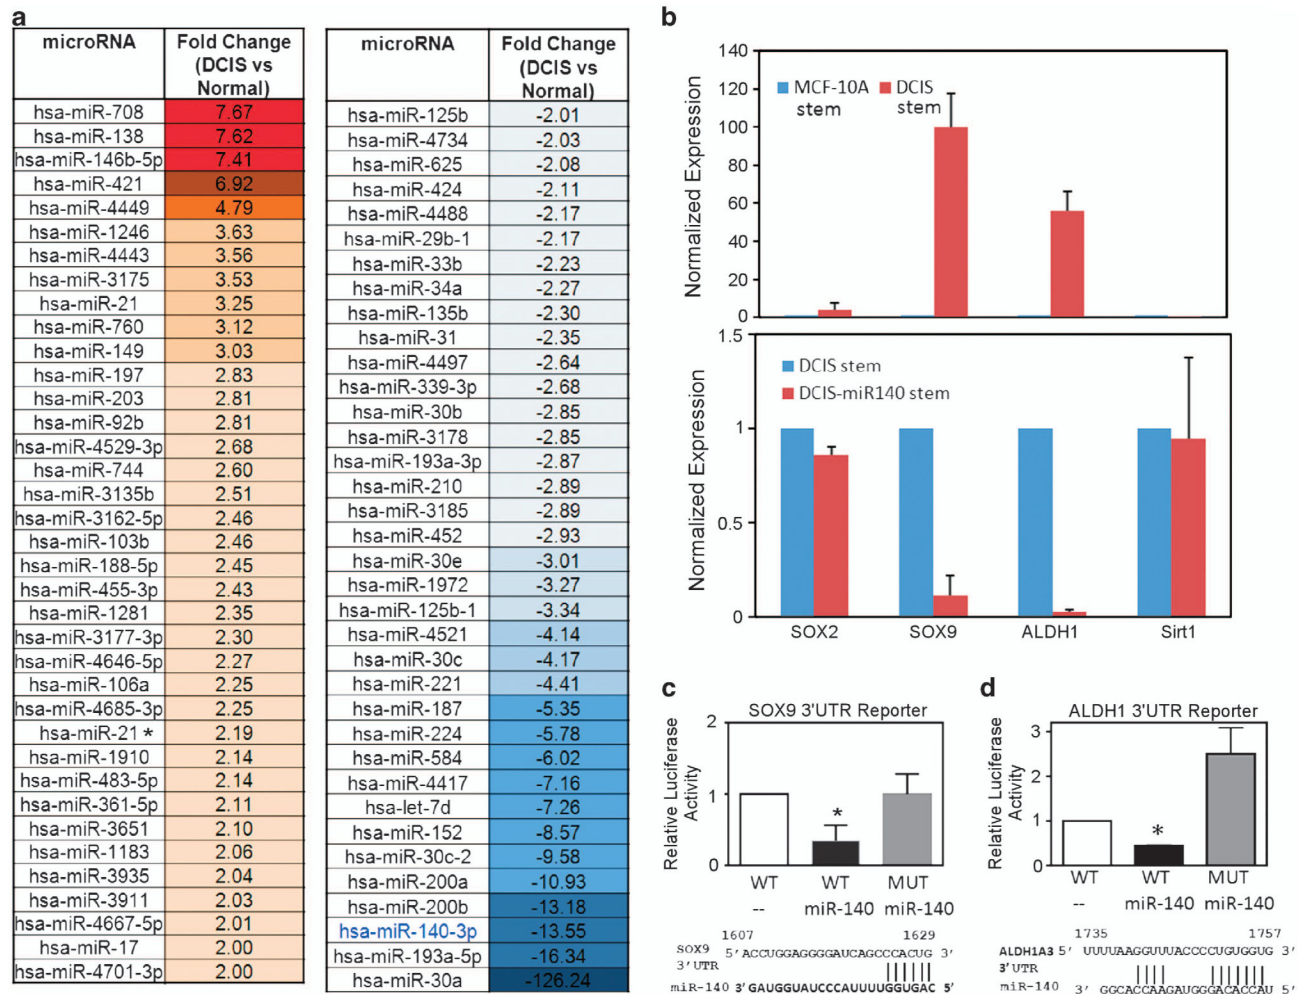 a
microRNA Fold Change (DCIS vs Normal)
hsa-miR-708 7.67
hsa-miR-138 7.62
hsa-miR-146b-5p 7.41
hsa-miR-421 6.92
hsa-miR-4449 4.79
hsa-miR-1246 3.63
hsa-miR-4443 3.56
hsa-miR-3175 3.53
hsa-miR-21 3.25
hsa-miR-760 3.12
hsa-miR-149 3.03
hsa-miR-197 2.83
hsa-miR-203 2.81
hsa-miR-92b 2.81
hsa-miR-4529-3p 2.68
hsa-miR-744 2.60
hsa-miR-3135b 2.51
hsa-miR-3162-5p 2.46
hsa-miR-103b 2.46
hsa-miR-188-5p 2.45
hsa-miR-455-3p 2.43
hsa-miR-1281 2.35
hsa-miR-3177-3p 2.30
hsa-miR-4646-5p 2.27
hsa-miR-106a 2.25
hsa-miR-4685-3p 2.25
hsa-miR-21 * 2.19
hsa-miR-1910 2.14
hsa-miR-483-5p 2.14
hsa-miR-361-5p 2.11
hsa-miR-3651 2.10
hsa-miR-1183 2.06
hsa-miR-3935 2.04
hsa-miR-3911 2.03
hsa-miR-4667-5p 2.01
hsa-miR-17 2.00
hsa-miR-4701-3p 2.00
microRNA Fold Change (DCIS vs Normal)
hsa-miR-125b -2.01
hsa-miR-4734 -2.03
hsa-miR-625 -2.08
hsa-miR-424 -2.11
hsa-miR-4488 -2.17
hsa-miR-29b-1 -2.17
hsa-miR-33b -2.23
hsa-miR-34a -2.27
hsa-miR-135b -2.30
hsa-miR-31 -2.35
hsa-miR-4497 -2.64
hsa-miR-339-3p -2.68
hsa-miR-30b -2.85
hsa-miR-3178 -2.85
hsa-miR-193a-3p -2.87
hsa-miR-210 -2.89
hsa-miR-3185 -2.89
hsa-miR-452 -2.93
hsa-miR-30e -3.01
hsa-miR-1972 -3.27
hsa-miR-125b-1 -3.34
hsa-miR-4521 -4.14
hsa-miR-30c -4.17
hsa-miR-221 -4.41
hsa-miR-187 -5.35
hsa-miR-224 -5.78
hsa-miR-584 -6.02
hsa-miR-4417 -7.16
hsa-let-7d -7.26
hsa-miR-152 -8.57
hsa-miR-30c-2 -9.58
hsa-miR-200a -10.93
hsa-miR-200b -13.18
hsa-miR-140-3p -13.55
hsa-miR-193a-5p -16.34
hsa-miR-30a -126.24
b
Normalized Expression
140
120
100
80
60
40
20
0
MCF-10A stem
DCIS stem
Normalized Expression
1.5
1
0.5
0
DCIS stem
DCIS-miR140 stem
SOX2 SOX9 ALDH1 Sirt1
c
SOX9 3'UTR Reporter
Relative Luciferase Activity
2
1
0
*
WT WT MUT
-- miR-140 miR-140
1607 1629
SOX9 5'ACCUGGAGGGGAUCAGCCCACUG 3'
3'UTR
miR-140 3'GAUGGUAUCCCAUUUUGGUGAC 5'
d
ALDH1 3'UTR Reporter
Relative Luciferase Activity
3
2
1
0
*
WT WT MUT
-- miR-140 miR-140
1735 1757
ALDH1A3 5' UUUUAAGGUUUACCCCUGUGGUG 3'
3'UTR
miR-140 3' GGCACCAAGAUGGGACACCAU 5'